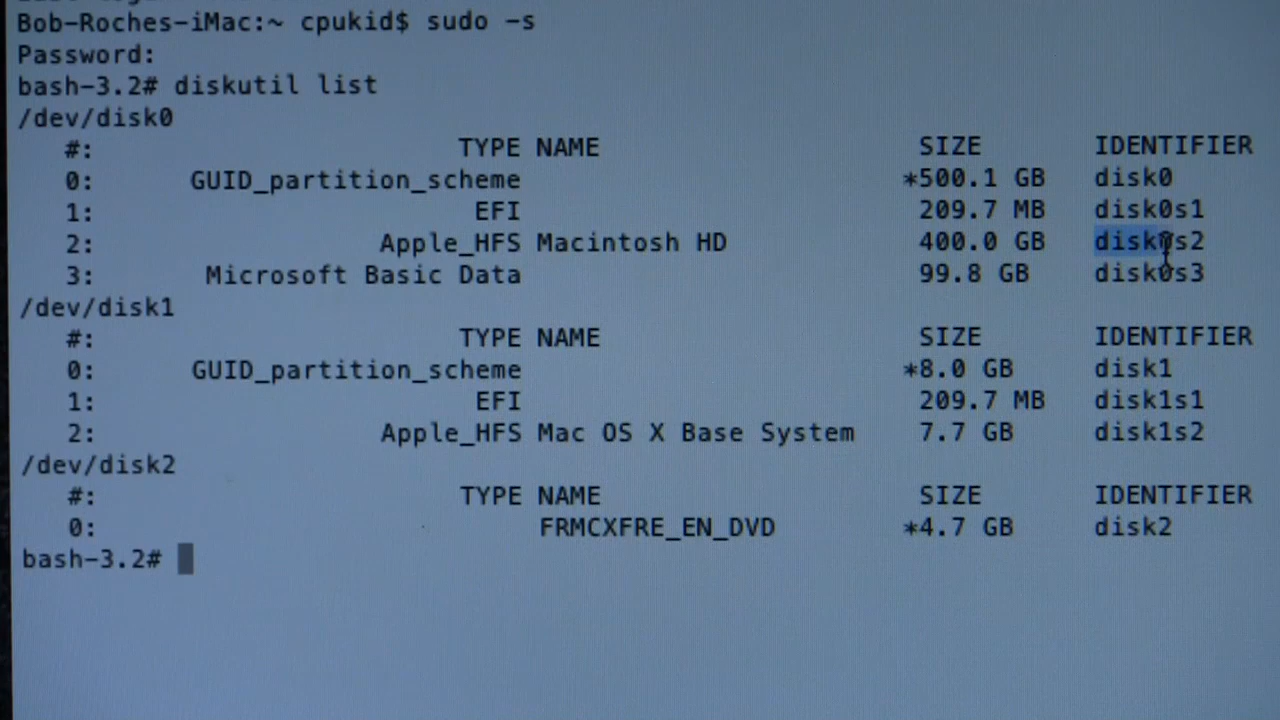 Bob-Roches-iMac:~ cpukid$ sudo -s
Password:
bash-3.2# diskutil list
/dev/disk0
#: TYPE NAME SIZE IDENTIFIER
0: GUID_partition_scheme *500.1 GB disk0
1: EFI 209.7 MB disk0s1
2: Apple_HFS Macintosh HD 400.0 GB disk0s2
3: Microsoft Basic Data 99.8 GB disk0s3
/dev/disk1
#: TYPE NAME SIZE IDENTIFIER
0: GUID_partition_scheme *8.0 GB disk1
1: EFI 209.7 MB disk1s1
2: Apple_HFS Mac OS X Base System 7.7 GB disk1s2
/dev/disk2
#: TYPE NAME SIZE IDENTIFIER
0: FRMCXFRE_EN_DVD *4.7 GB disk2
bash-3.2#